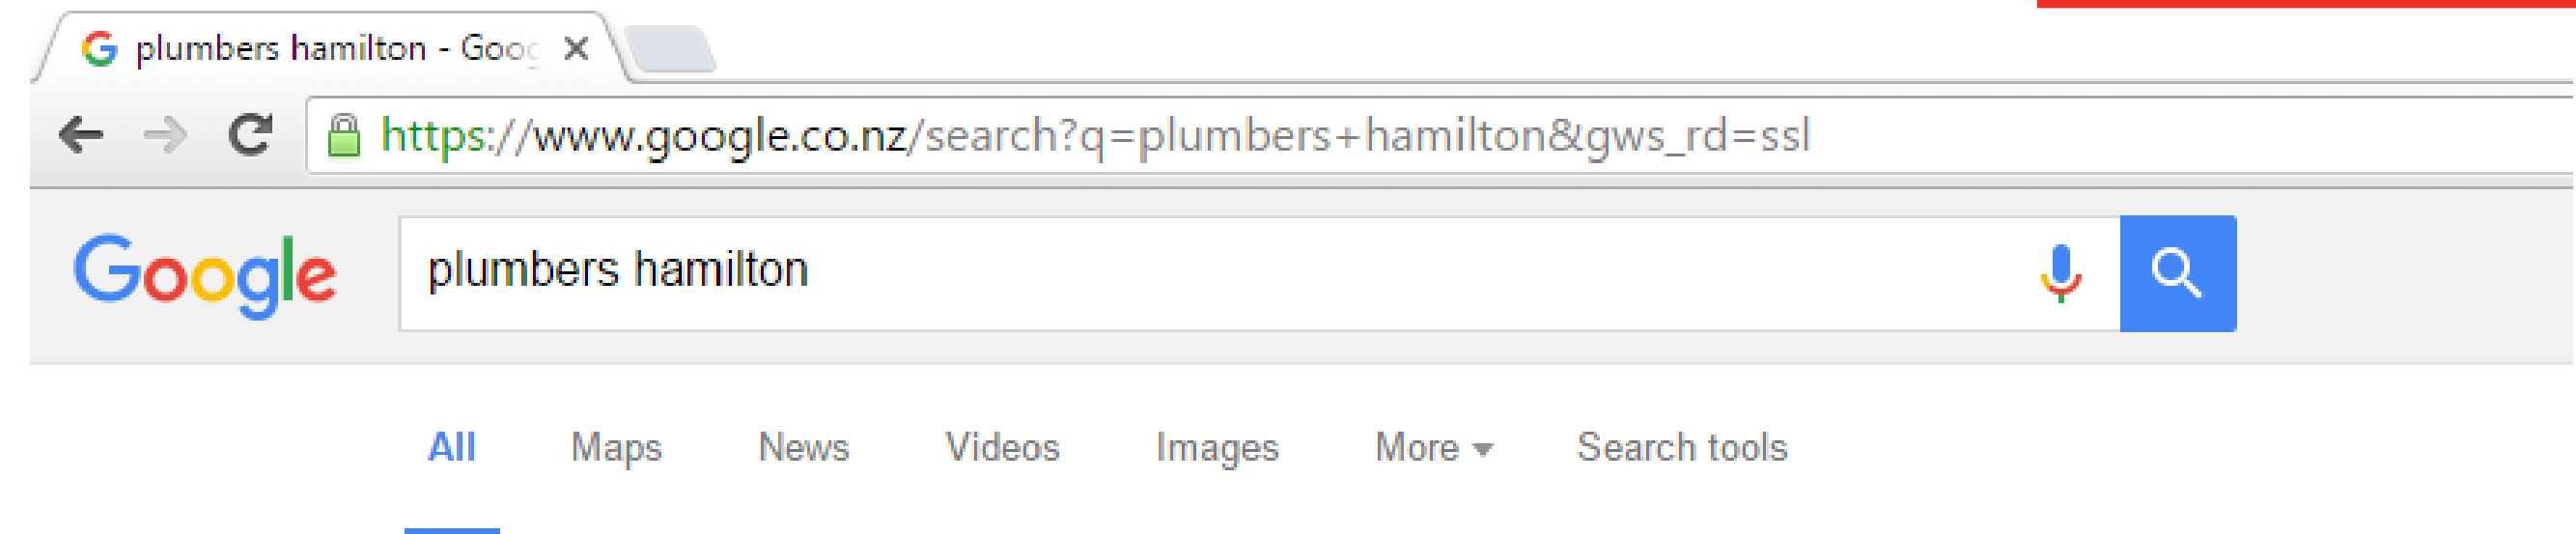 plumbers hamilton - Goog
https://www.google.co.nz/search?q=plumbers+hamilton&gws_rd=ssl
Google plumbers hamilton
All Maps News Videos Images More Search tools